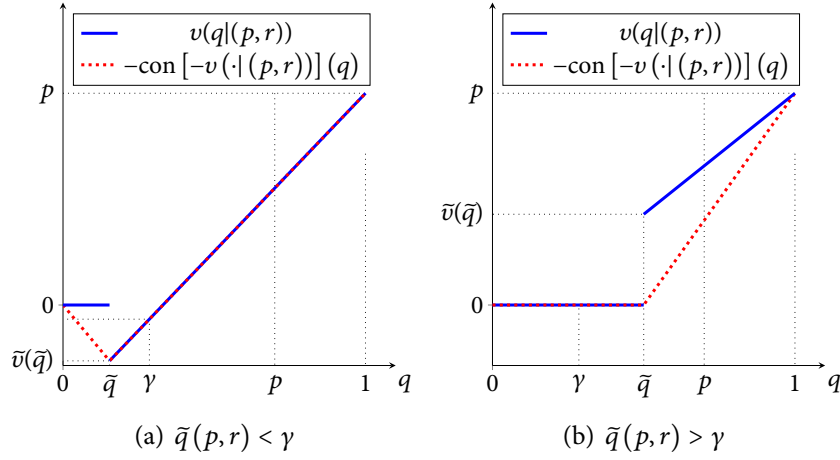 υ(q|(p, r))
−con [−υ(·|(p, r))] (q)
p
0
υ̃(q̃)
0
q̃
γ
p
1
q
(a) q̃(p, r) < γ
υ(q|(p, r))
−con [−υ(·|(p, r))] (q)
p
υ̃(q̃)
0
0
γ
q̃
p
1
q
(b) q̃(p, r) > γ